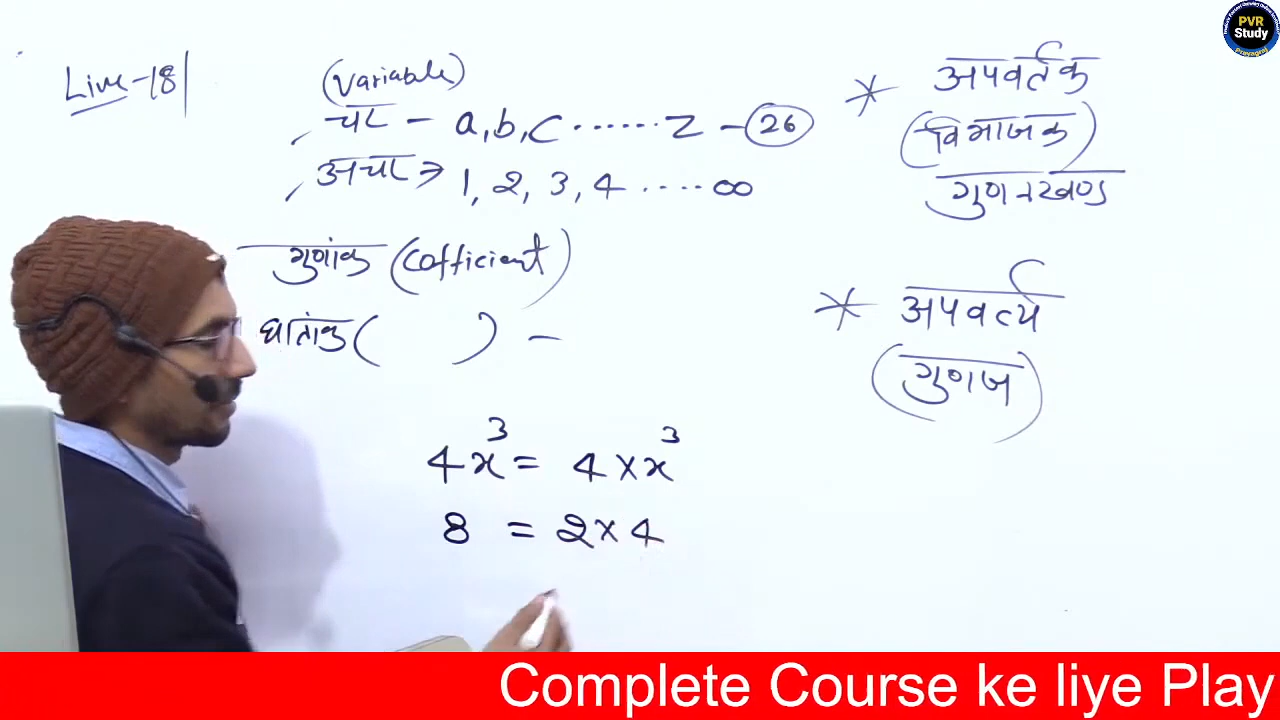 Live-18
(Variable)
चर - a, b, c ...... z - 26
अचर ⇒ 1, 2, 3, 4 .... ∞
गुणांक (Cofficient)
घातांक ( ) -
4x³ = 4 × x³
8 = 2 × 4
* अपवर्तक
(विभाजक)
गुणनखण्ड
* अपवर्त्य
(गुणज)
PVR
Study
Prayagraj
Complete Course ke liye Play